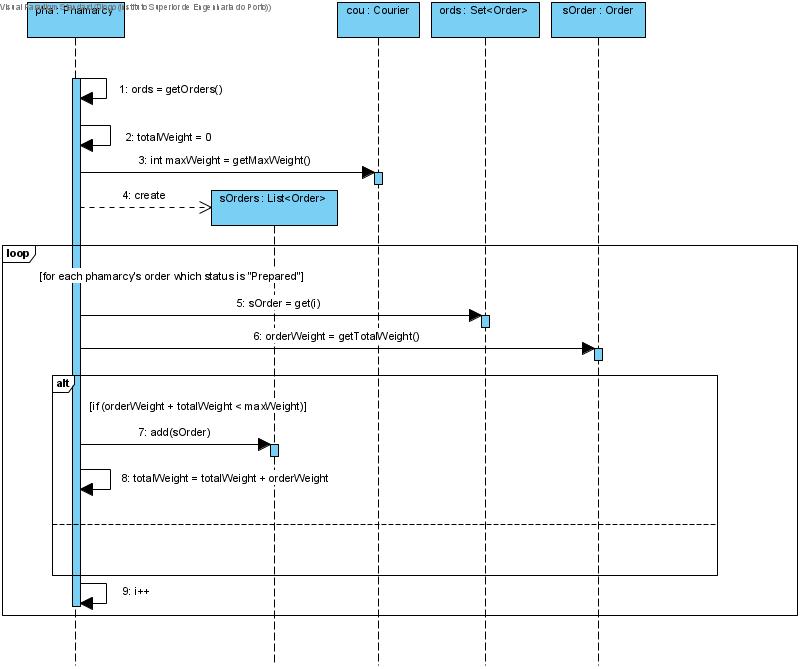 Visual Paradigm Standard (Diogo (Instituto Superior de Engenharia do Porto))
pha : Phamarcy
cou : Courier
ords : Set<Order>
sOrder : Order
1: ords = getOrders()
2: totalWeight = 0
3: int maxWeight = getMaxWeight()
4: create
sOrders : List<Order>
loop
[for each phamarcy's order which status is "Prepared"]
5: sOrder = get(i)
6: orderWeight = getTotalWeight()
alt
[if (orderWeight + totalWeight < maxWeight)]
7: add(sOrder)
8: totalWeight = totalWeight + orderWeight
9: i++